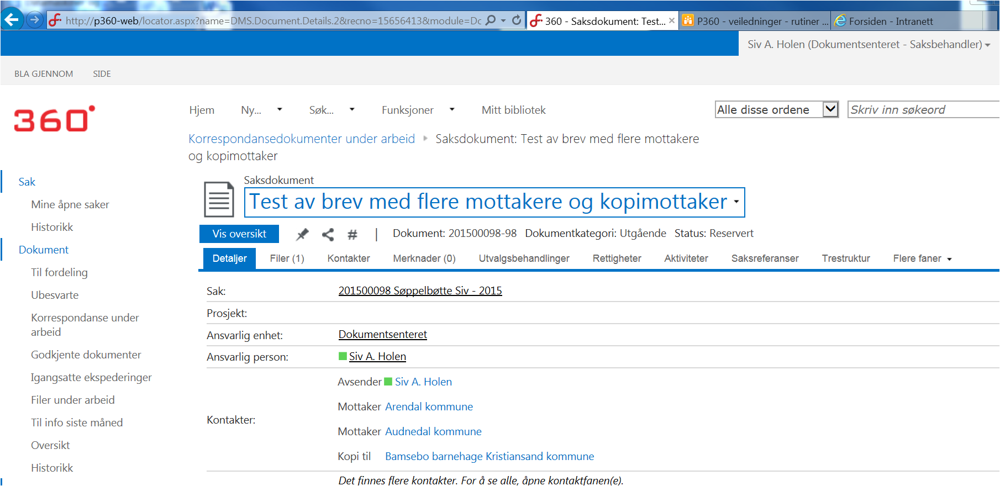 http://p360-web/locator.aspx?name=DMS.Document.Details.2&recno=15656413&module=Dc
360 - Saksdokument: Test...
P360 - veiledninger - rutiner ...
Forsiden - Intranett
Siv A. Holen (Dokumentsenteret - Saksbehandler)
BLA GJENNOM SIDE
360°
Hjem Ny... Søk... Funksjoner Mitt bibliotek
Alle disse ordene
Skriv inn søkeord
Korrespondansedokumenter under arbeid Saksdokument: Test av brev med flere mottakere
og kopimottaker
Sak
Mine åpne saker
Historikk
Dokument
Til fordeling
Ubesvarte
Korrespondanse under
arbeid
Godkjente dokumenter
Igangsatte ekspederinger
Filer under arbeid
Til info siste måned
Oversikt
Historikk
Saksdokument
Test av brev med flere mottakere og kopimottaker
Vis oversikt # | Dokument: 201500098-98 Dokumentkategori: Utgående Status: Reservert
Detaljer Filer (1) Kontakter Merknader (0) Utvalgsbehandlinger Rettigheter Aktiviteter Saksreferanser Trestruktur Flere faner
Sak: 201500098 Søppelbøtte Siv - 2015
Prosjekt:
Ansvarlig enhet: Dokumentsenteret
Ansvarlig person: Siv A. Holen
Kontakter:
Avsender Siv A. Holen
Mottaker Arendal kommune
Mottaker Audnedal kommune
Kopi til Bamsebo barnehage Kristiansand kommune
Det finnes flere kontakter. For å se alle, åpne kontaktfanen(e).